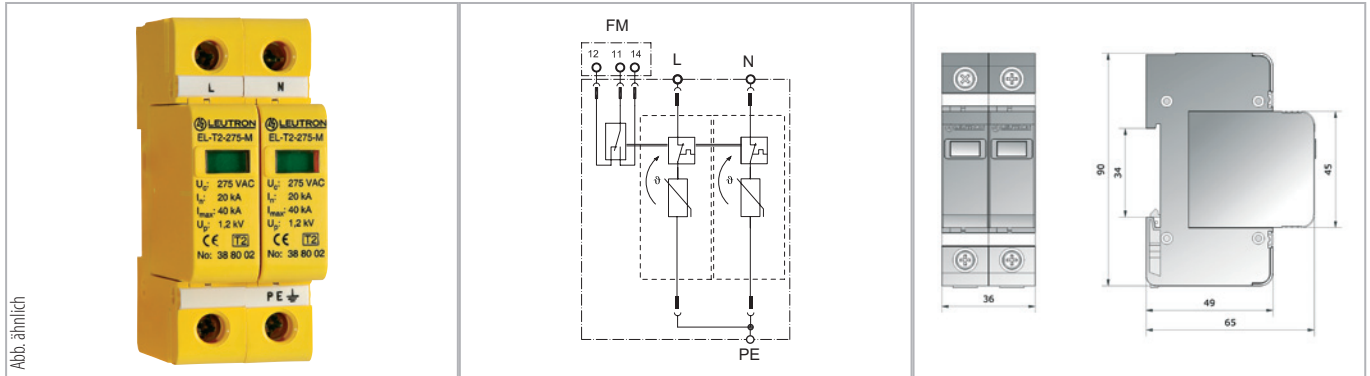 Abb. ähnlich
L N
LEUTRON
EL-T2-275-M
Uc: 275 VAC
In: 20 kA
Imax: 40 kA
Up: 1,2 kV
CE T2
No: 38 80 02
LEUTRON
EL-T2-275-M
Uc: 275 VAC
In: 20 kA
Imax: 40 kA
Up: 1,2 kV
CE T2
No: 38 80 02
PE
FM
12 11 14
L
N
ϑ
ϑ
PE
LEUTRON
LEUTRON
36
90
34
45
49
65